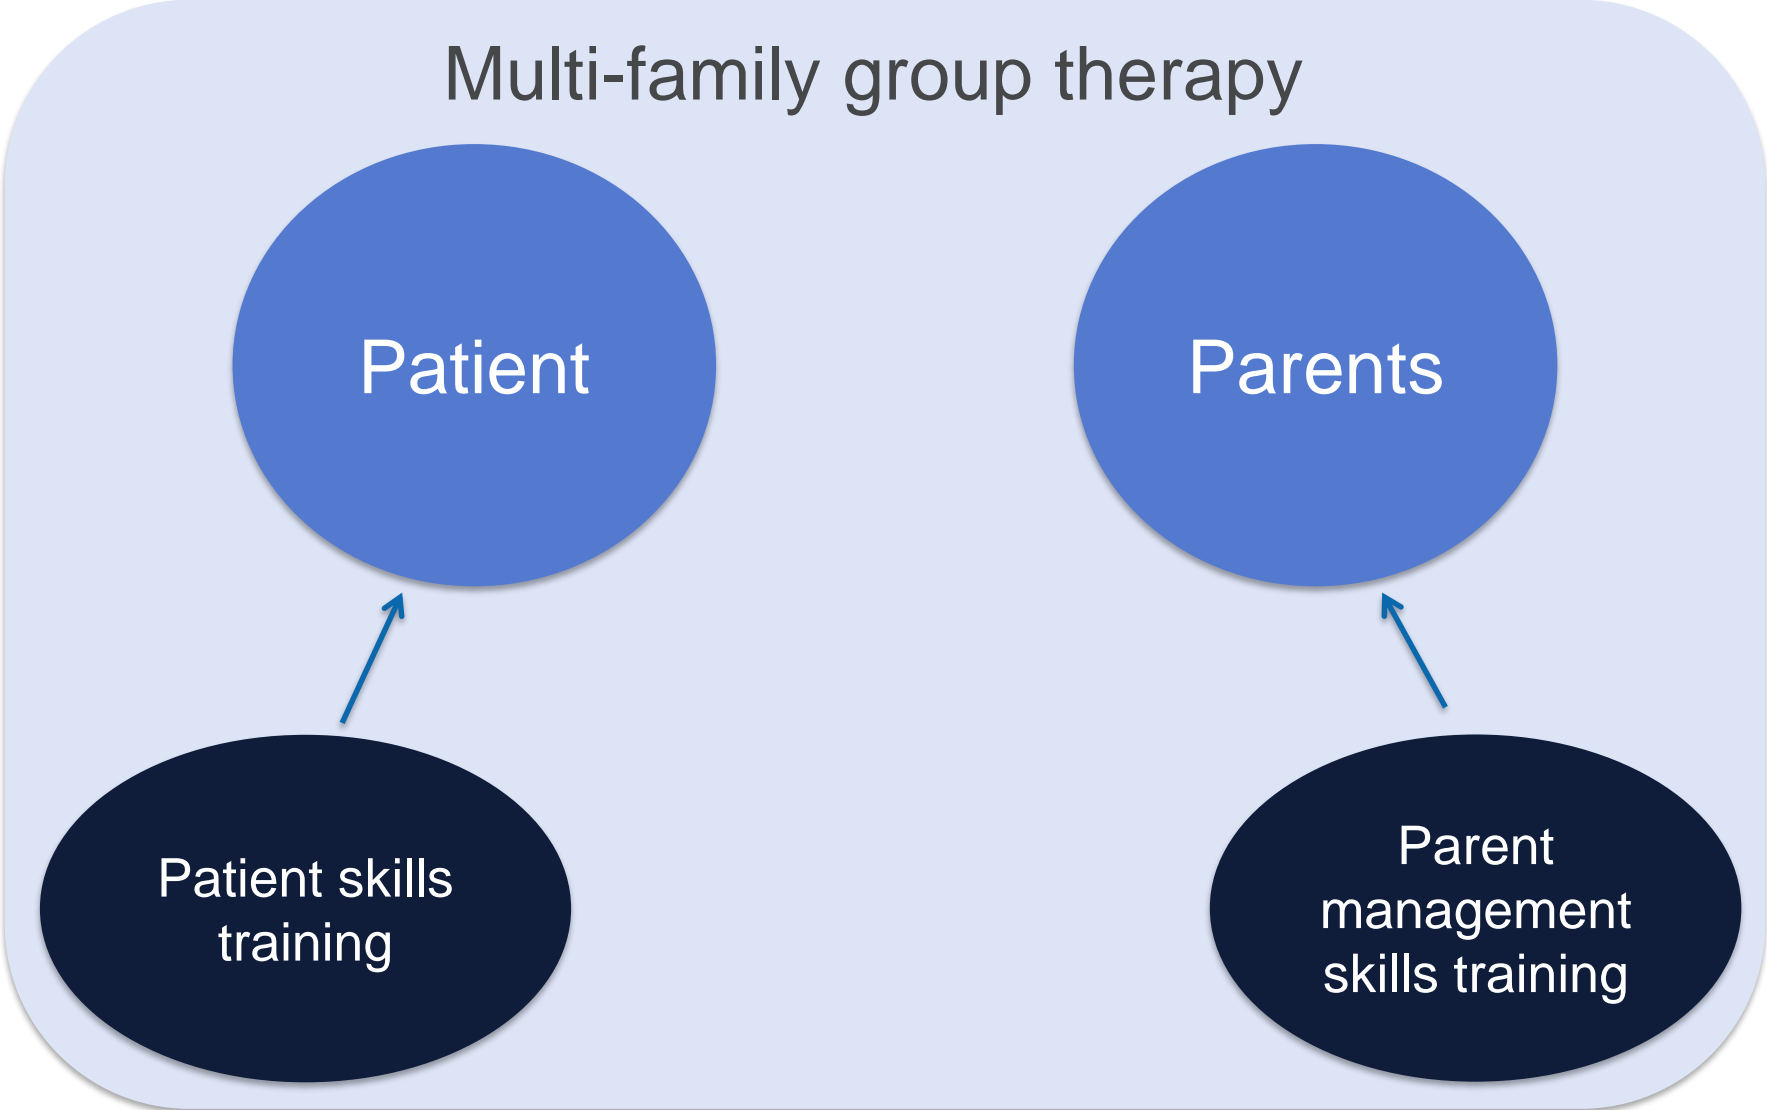 Multi-family group therapy
Patient
Parents
Patient skills
training
Parent
management
skills training